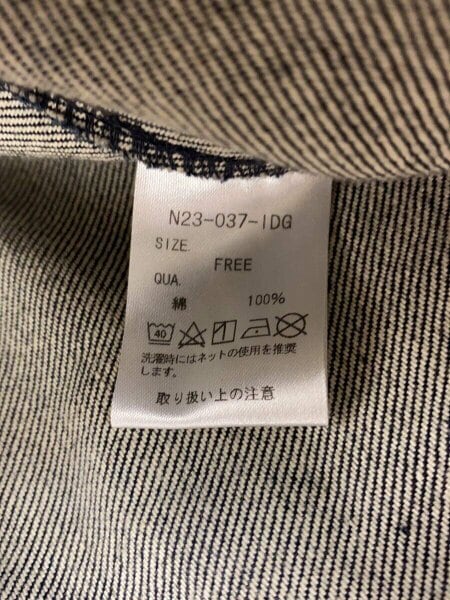 N23-037-IDG
SIZE.
FREE
QUA.
綿 100%
40
洗濯時にはネットの使用を推奨
します。
取り扱い上の注意